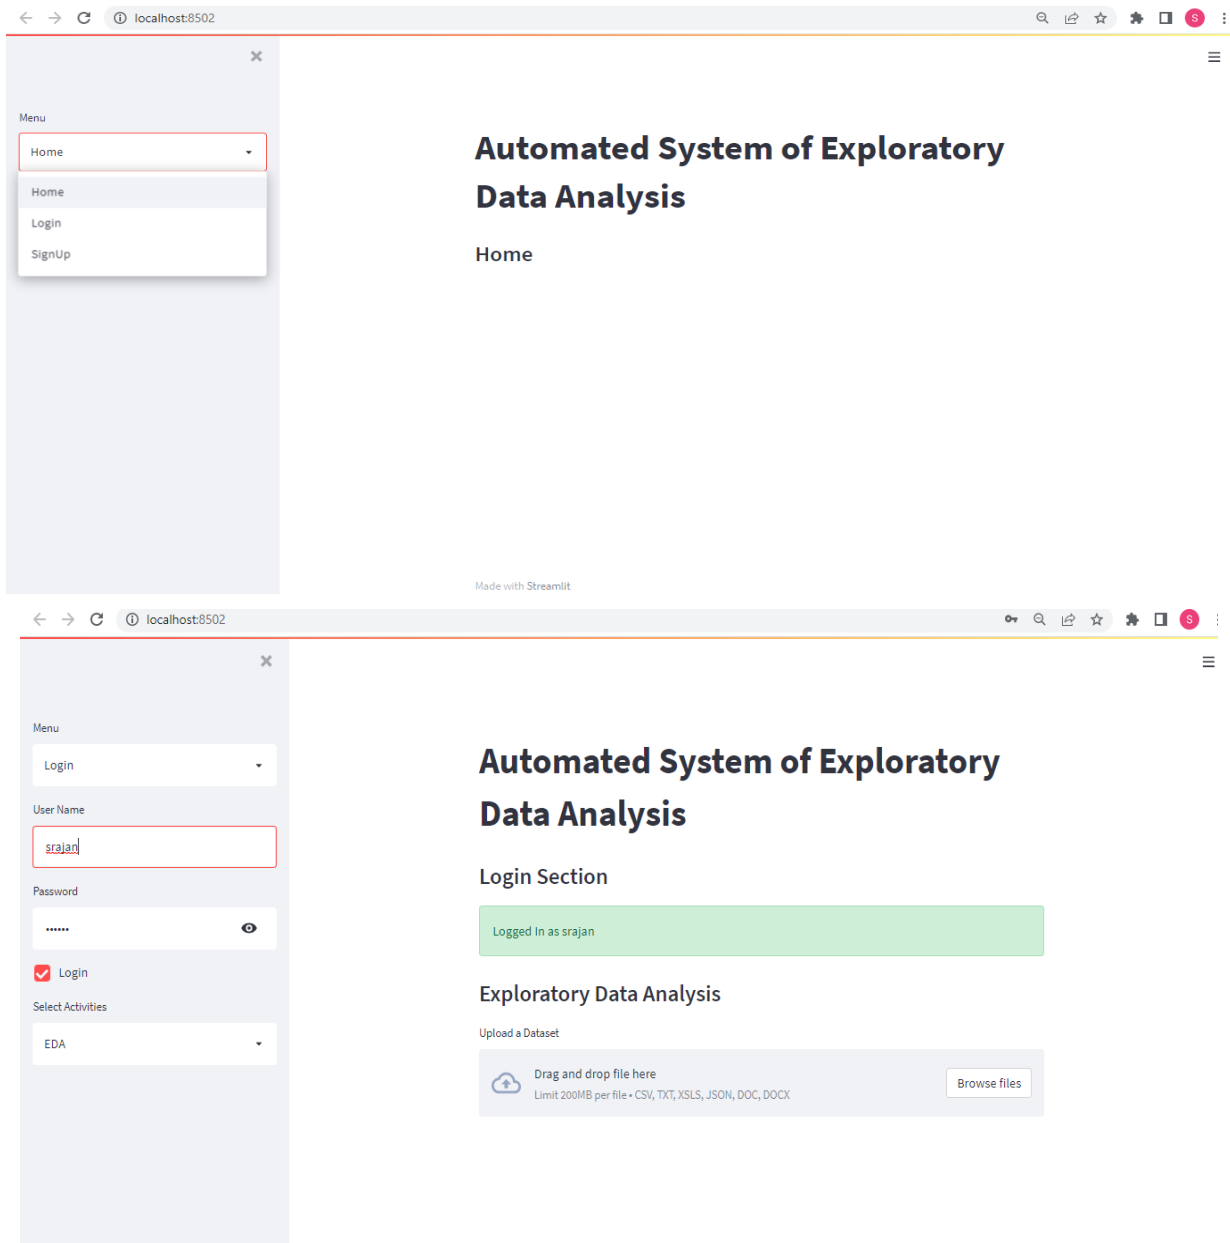 localhost:8502
S
Menu
Home
Home
Login
SignUp
Automated System of Exploratory
Data Analysis
Home
Made with Streamlit
localhost:8502
S
Menu
Login
User Name
srajan
Password
••••••
Login
Select Activities
EDA
Automated System of Exploratory
Data Analysis
Login Section
Logged In as srajan
Exploratory Data Analysis
Upload a Dataset
Drag and drop file here
Limit 200MB per file • CSV, TXT, XSLS, JSON, DOC, DOCX
Browse files